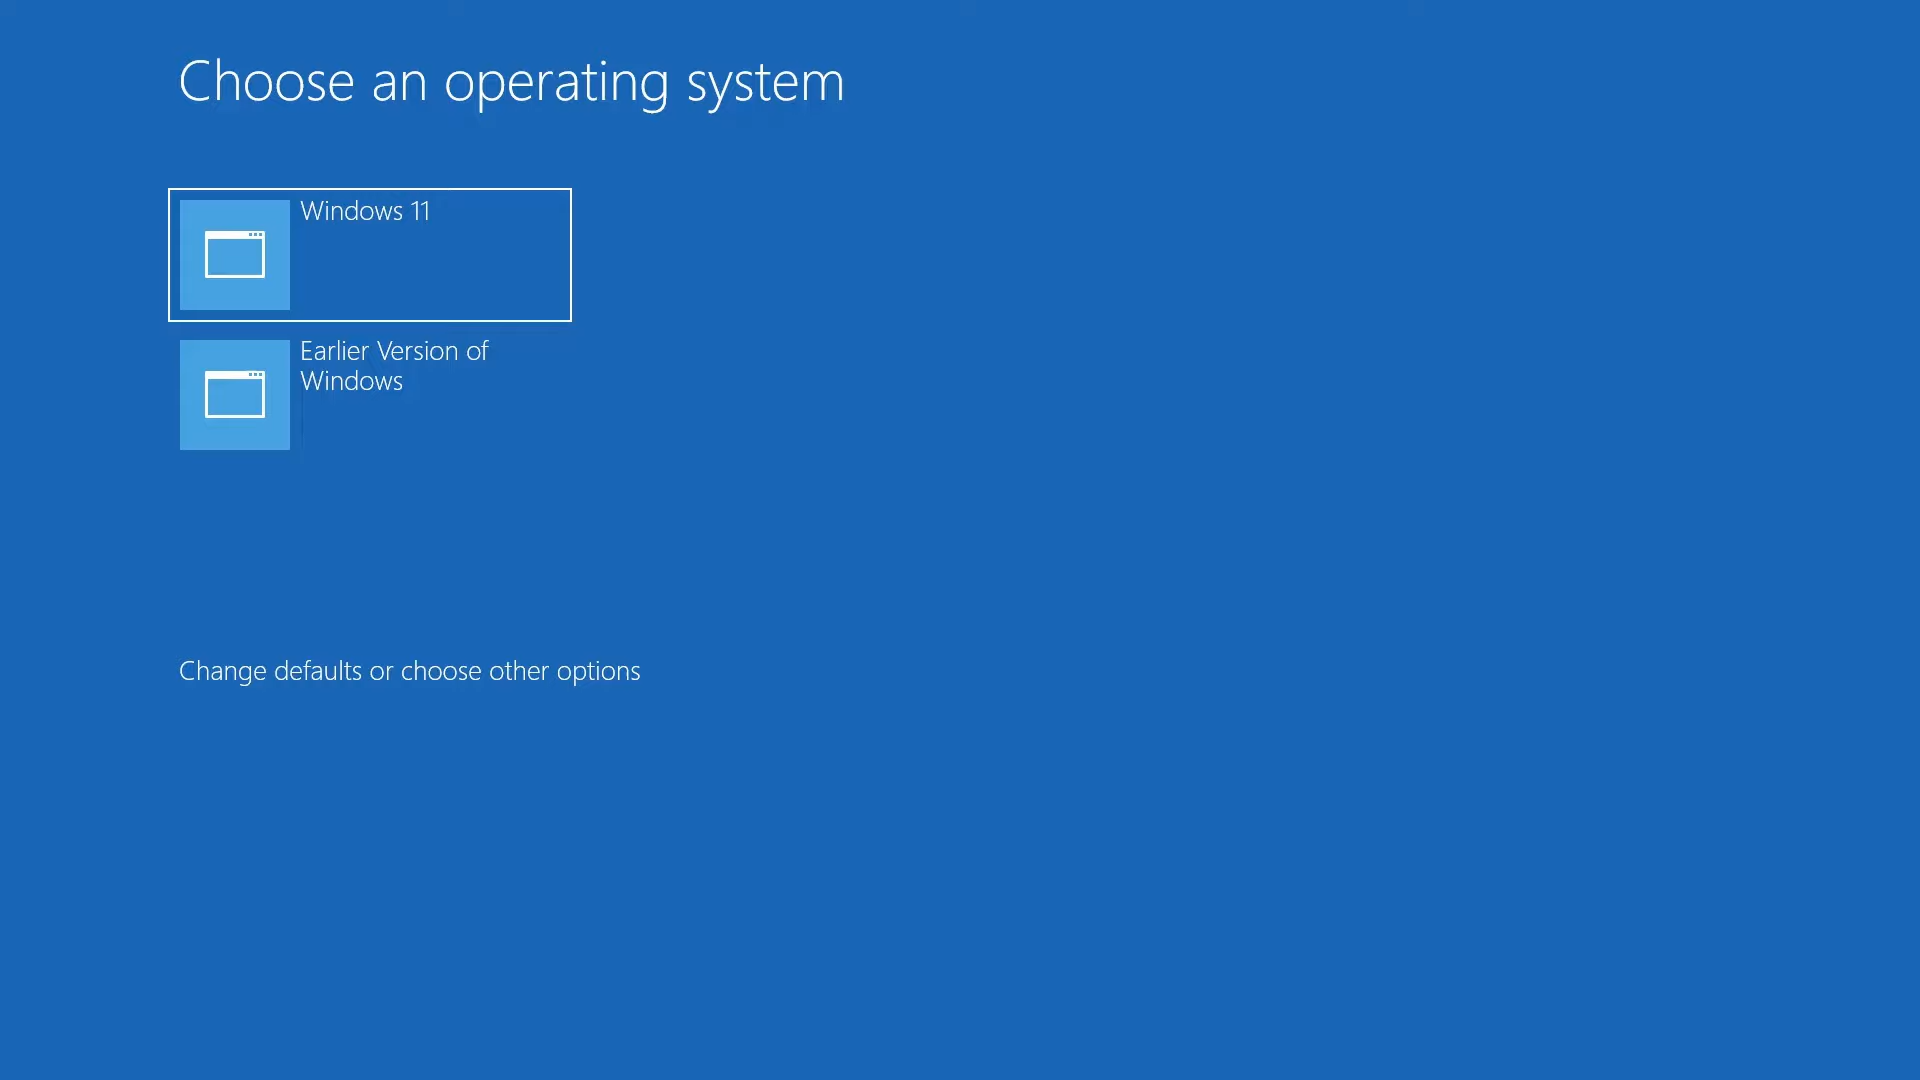 Choose an operating system
Windows 11
Earlier Version of
Windows
Change defaults or choose other options